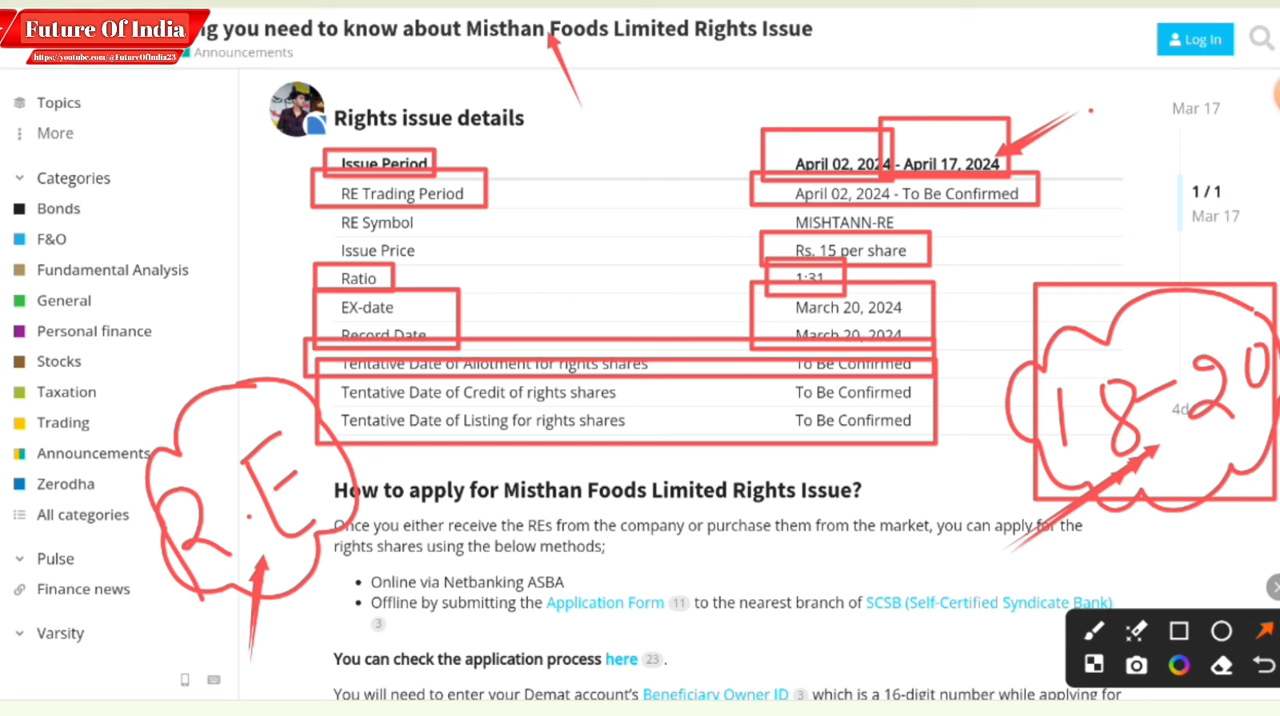 Future Of India
https://youtube.com/@FutureOfIndia23
ng you need to know about Misthan Foods Limited Rights Issue
Announcements
Log In
Topics
More
Categories
Bonds
F&O
Fundamental Analysis
General
Personal finance
Stocks
Taxation
Trading
Announcements
Zerodha
All categories
Pulse
Finance news
Varsity
Rights issue details
Issue Period April 02, 2024 - April 17, 2024
RE Trading Period April 02, 2024 - To Be Confirmed
RE Symbol MISHTANN-RE
Issue Price Rs. 15 per share
Ratio 1:31
EX-date March 20, 2024
Record Date March 20, 2024
Tentative Date of Allotment for rights shares To Be Confirmed
Tentative Date of Credit of rights shares To Be Confirmed
Tentative Date of Listing for rights shares To Be Confirmed
R.E
18-20
How to apply for Misthan Foods Limited Rights Issue?
Once you either receive the REs from the company or purchase them from the market, you can apply for the
rights shares using the below methods;
• Online via Netbanking ASBA
• Offline by submitting the Application Form 11 to the nearest branch of SCSB (Self-Certified Syndicate Bank)
3
You can check the application process here 23 .
You will need to enter your Demat account's Beneficiary Owner ID 3 which is a 16-digit number while applying for
Mar 17
1 / 1
Mar 17
4d